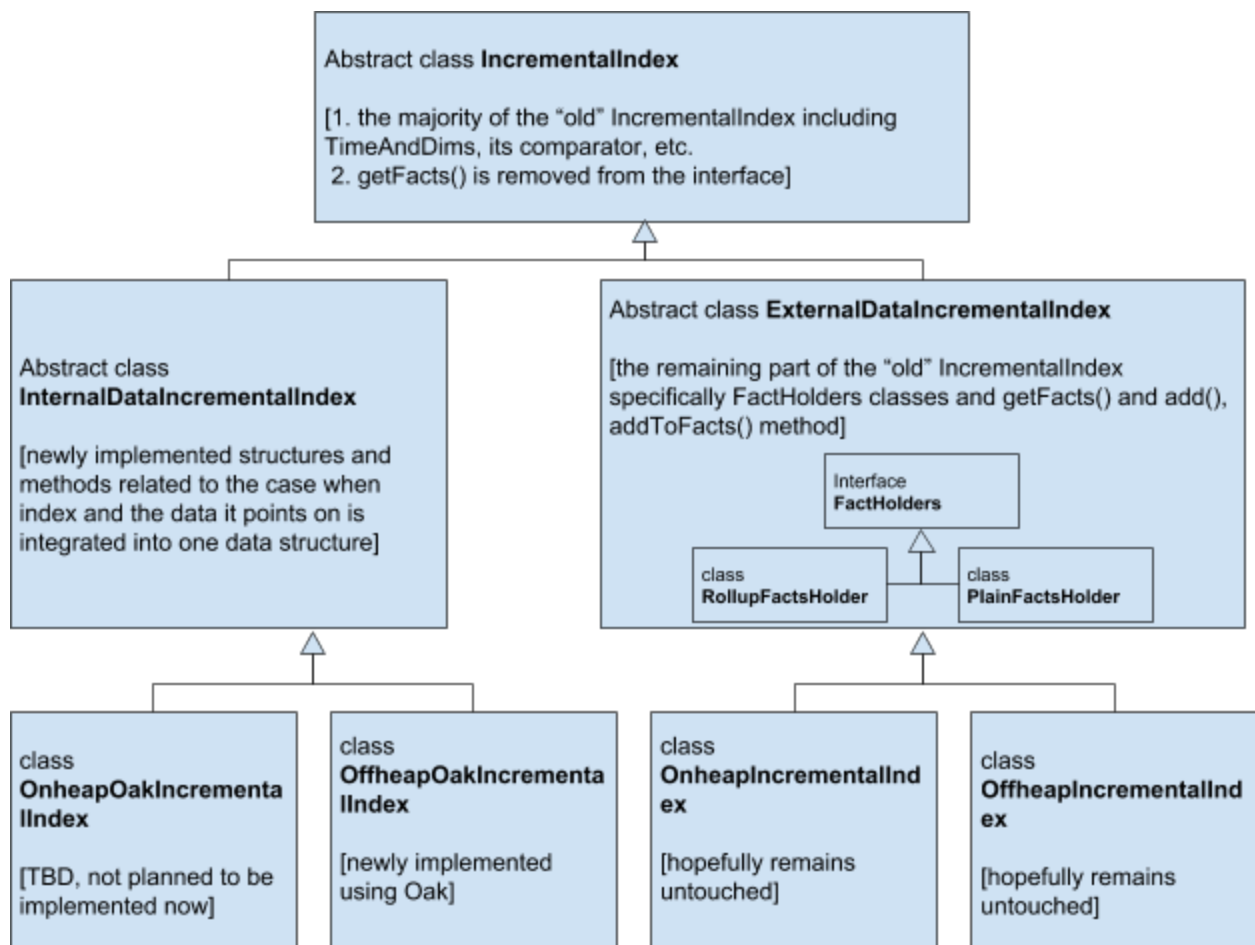 Abstract class IncrementalIndex
[1. the majority of the “old” IncrementalIndex including
TimeAndDims, its comparator, etc.
2. getFacts() is removed from the interface]
Abstract class
InternalDataIncrementalIndex
[newly implemented structures and
methods related to the case when
index and the data it points on is
integrated into one data structure]
Abstract class ExternalDataIncrementalIndex
[the remaining part of the “old” IncrementalIndex
specifically FactHolders classes and getFacts() and add(),
addToFacts() method]
Interface
FactHolders
class
RollupFactsHolder
class
PlainFactsHolder
class
OnheapOakIncrementa
lIndex
[TBD, not planned to be
implemented now]
class
OffheapOakIncrementa
lIndex
[newly implemented
using Oak]
class
OnheapIncrementalInd
ex
[hopefully remains
untouched]
class
OffheapIncrementalInd
ex
[hopefully remains
untouched]